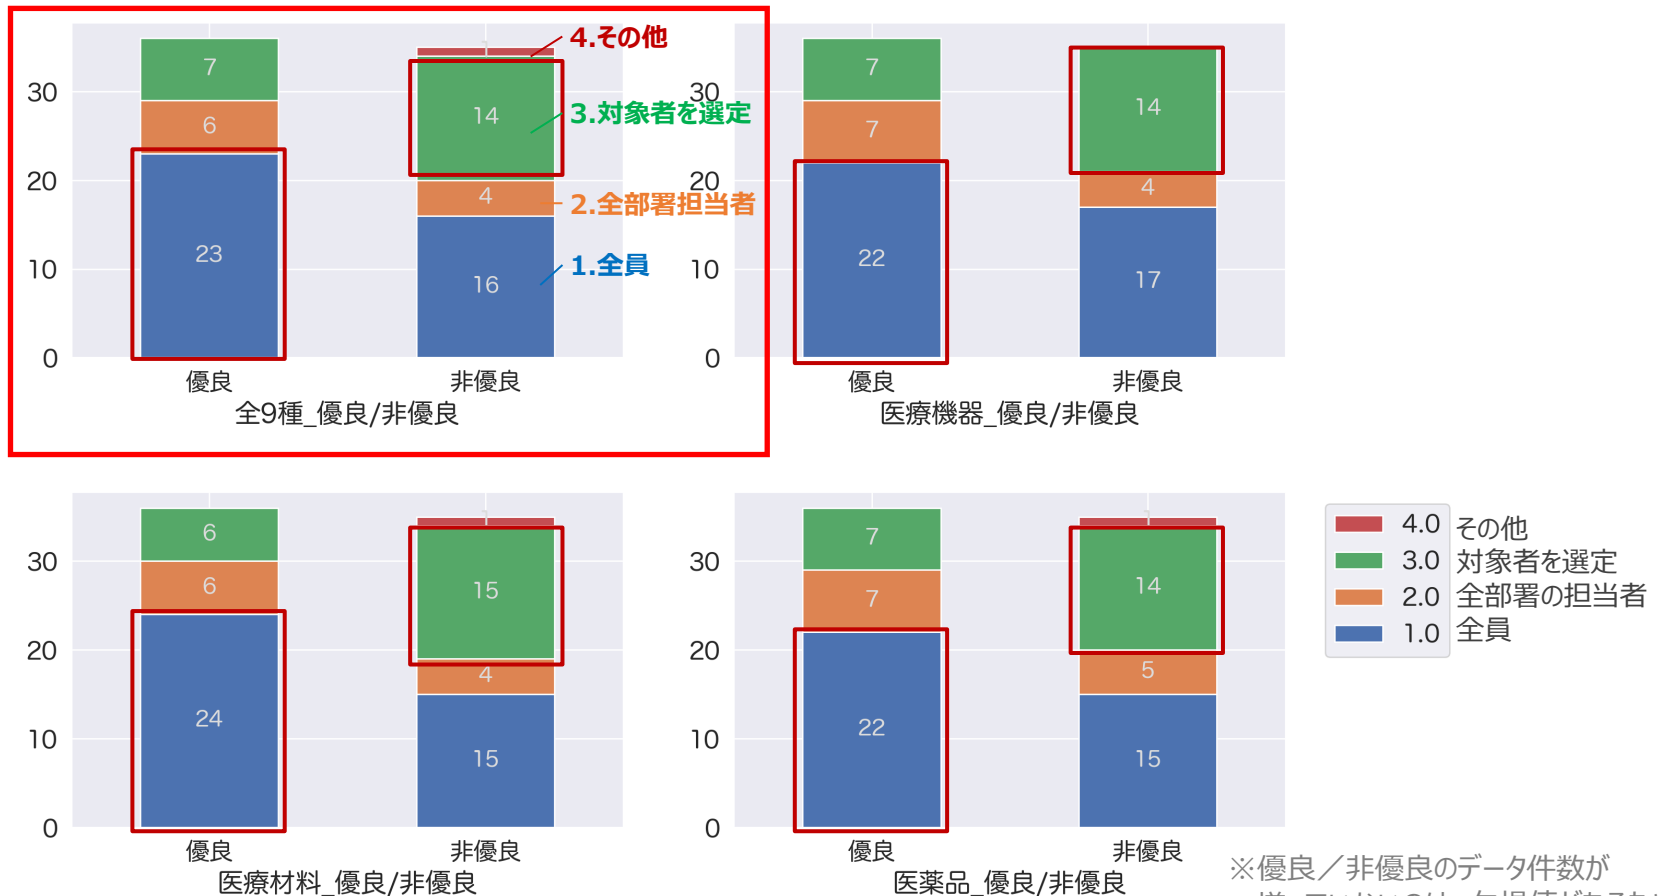 30
20
10
0
7
6
23
1
14
4
16
4.その他
3.対象者を選定
2.全部署担当者
1.全員
優良
非優良
全9種_優良/非優良
30
20
10
0
7
7
22
14
4
17
優良
非優良
医療機器_優良/非優良
30
20
10
0
6
6
24
1
15
4
15
優良
非優良
医療材料_優良/非優良
30
20
10
0
7
7
22
1
14
5
15
優良
非優良
医薬品_優良/非優良
4.0 その他
3.0 対象者を選定
2.0 全部署の担当者
1.0 全員
※優良／非優良のデータ件数が